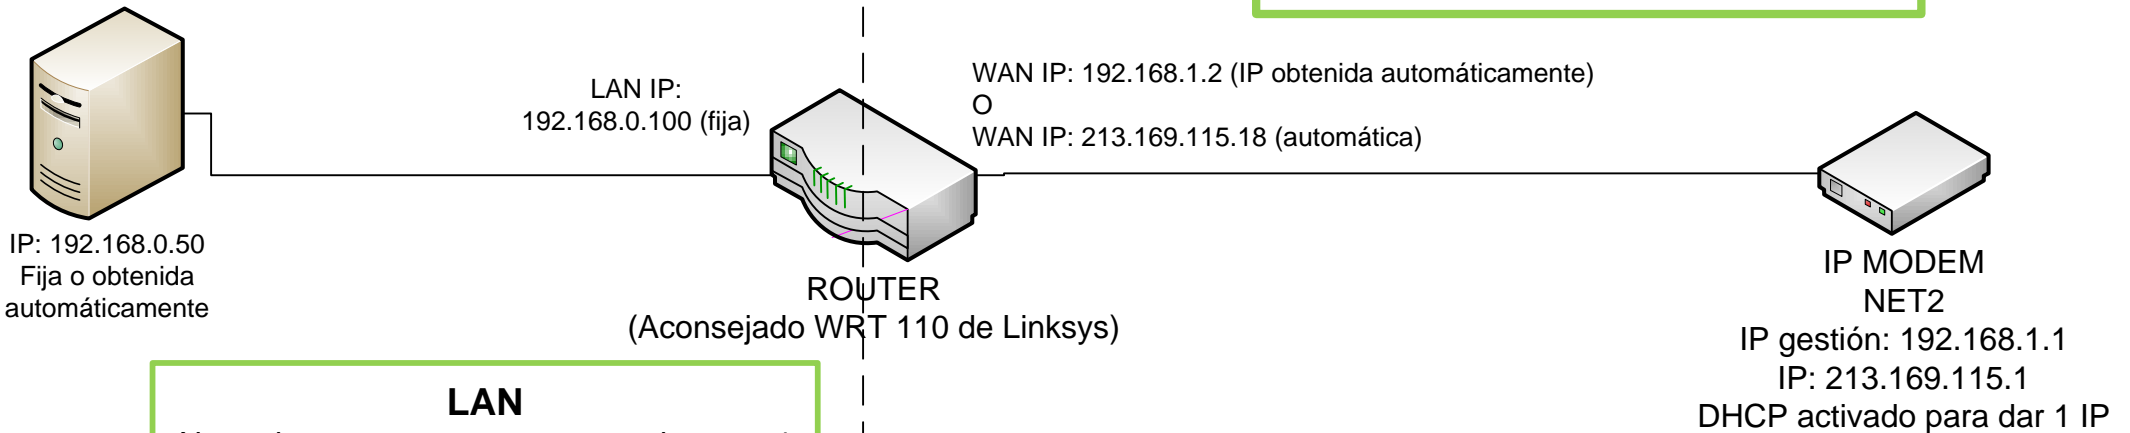 WAN IP: 192.168.1.2 (IP obtenida automáticamente)
O
WAN IP: 213.169.115.18 (automática)
LAN IP:
192.168.0.100 (fija)
IP: 192.168.0.50
Fija o obtenida
automáticamente
ROUTER
(Aconsejado WRT 110 de Linksys)
IP MODEM
NET2
IP gestión: 192.168.1.1
IP: 213.169.115.1
DHCP activado para dar 1 IP
LAN